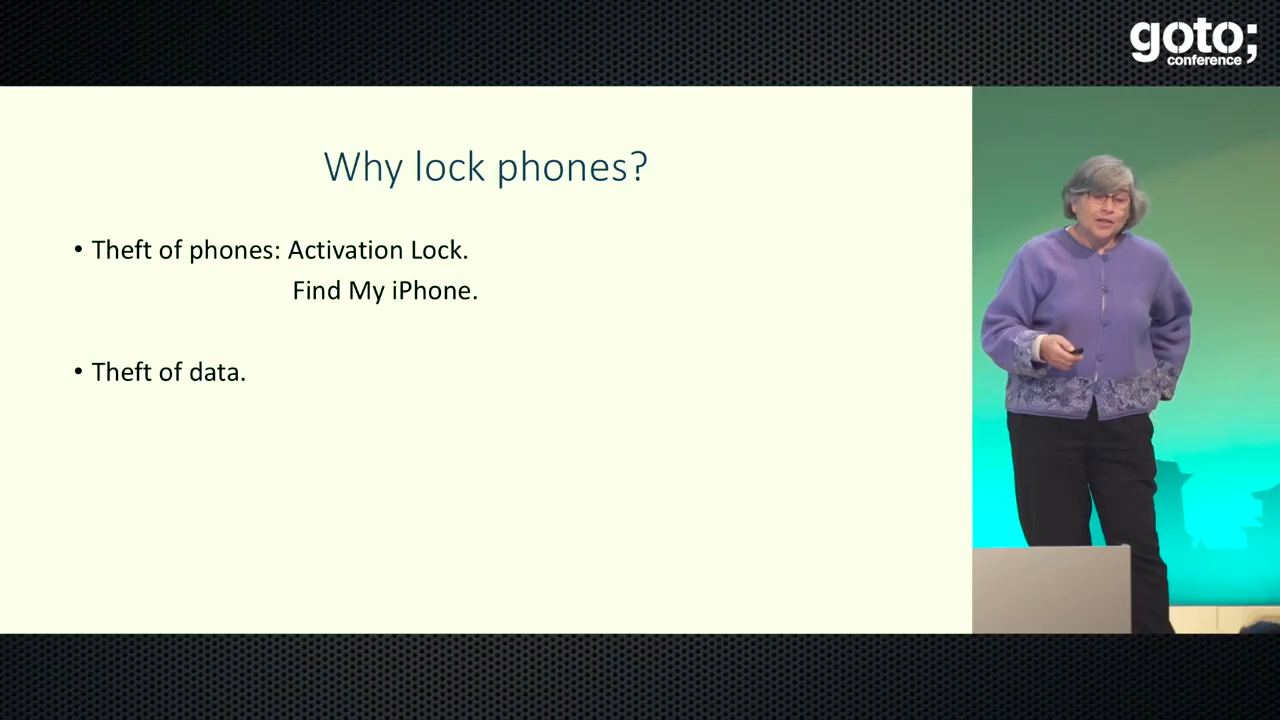 goto;
conference
Why lock phones?
• Theft of phones: Activation Lock.
Find My iPhone.
• Theft of data.